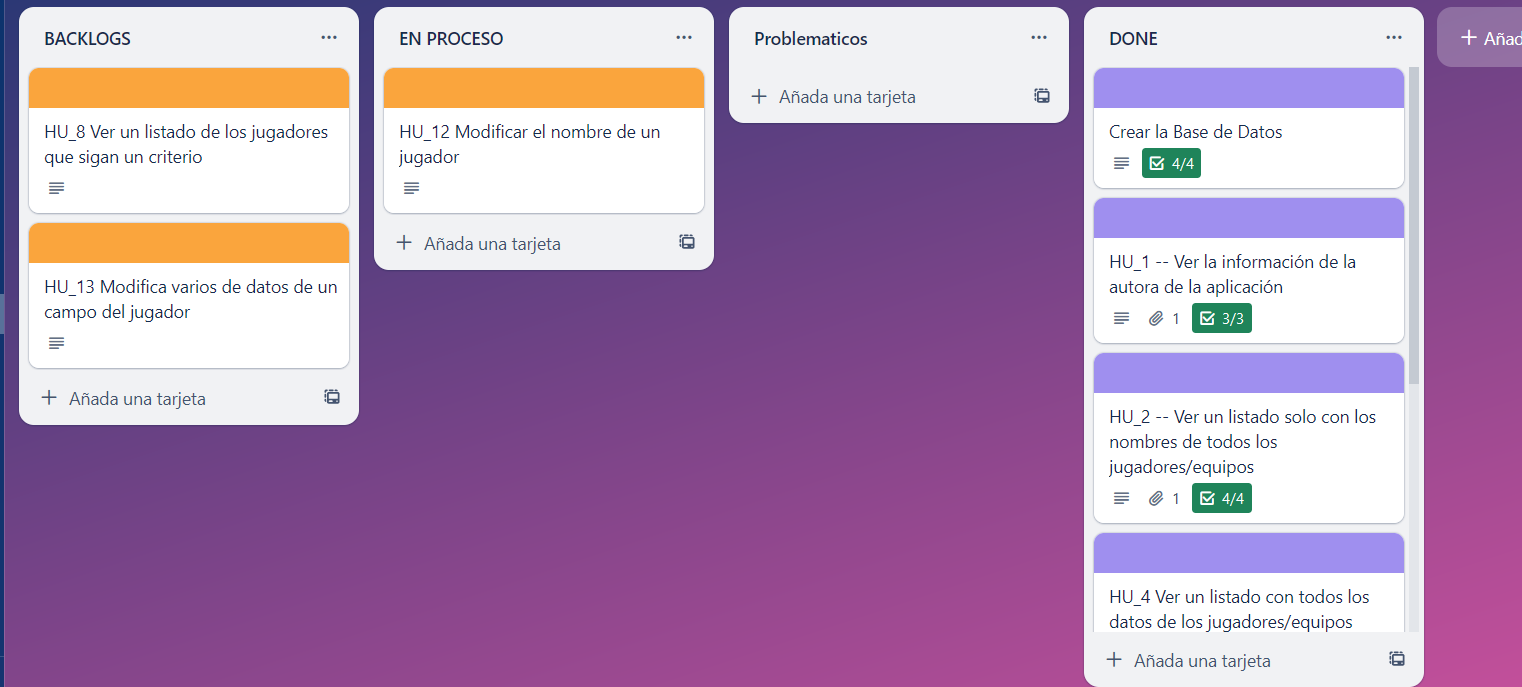 BACKLOGS
HU_8 Ver un listado de los jugadores
que sigan un criterio
HU_13 Modifica varios de datos de un
campo del jugador
Añada una tarjeta
EN PROCESO
HU_12 Modificar el nombre de un
jugador
Añada una tarjeta
Problematicos
Añada una tarjeta
DONE
Crear la Base de Datos
4/4
HU_1 -- Ver la información de la
autora de la aplicación
1 3/3
HU_2 -- Ver un listado solo con los
nombres de todos los
jugadores/equipos
1 4/4
HU_4 Ver un listado con todos los
datos de los jugadores/equipos
Añada una tarjeta
Añad